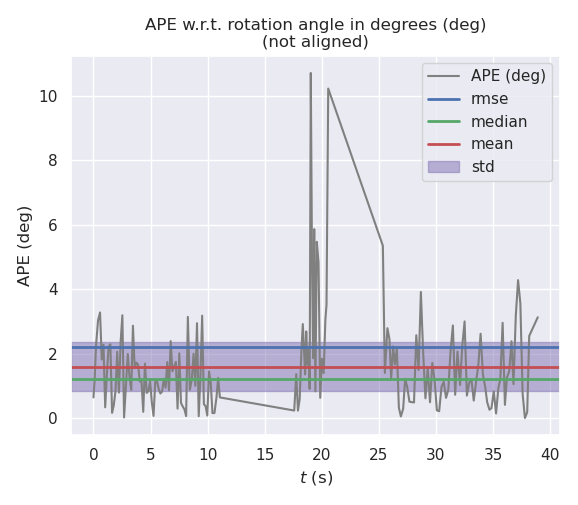 APE w.r.t. rotation angle in degrees (deg)
(not aligned)
APE (deg)
rmse
median
mean
std
APE (deg)
10
8
6
4
2
0
0 5 10 15 20 25 30 35 40
t (s)